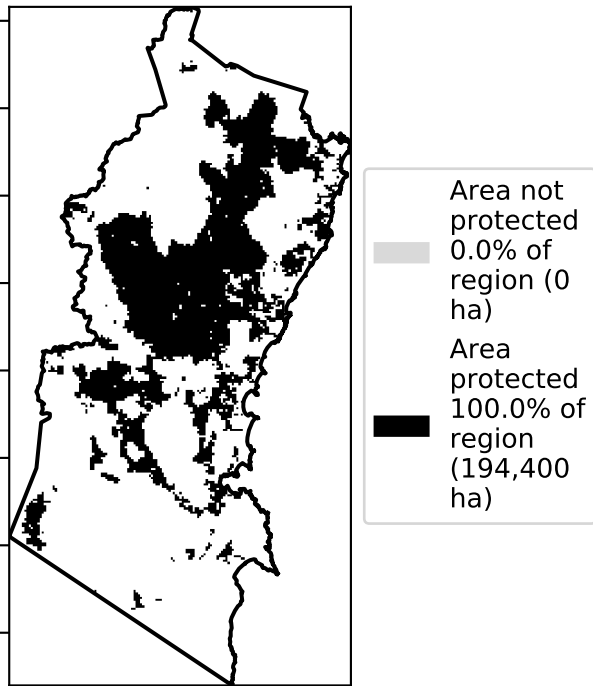 Area not
protected
0.0% of
region (0
ha)
Area
protected
100.0% of
region
(194,400
ha)